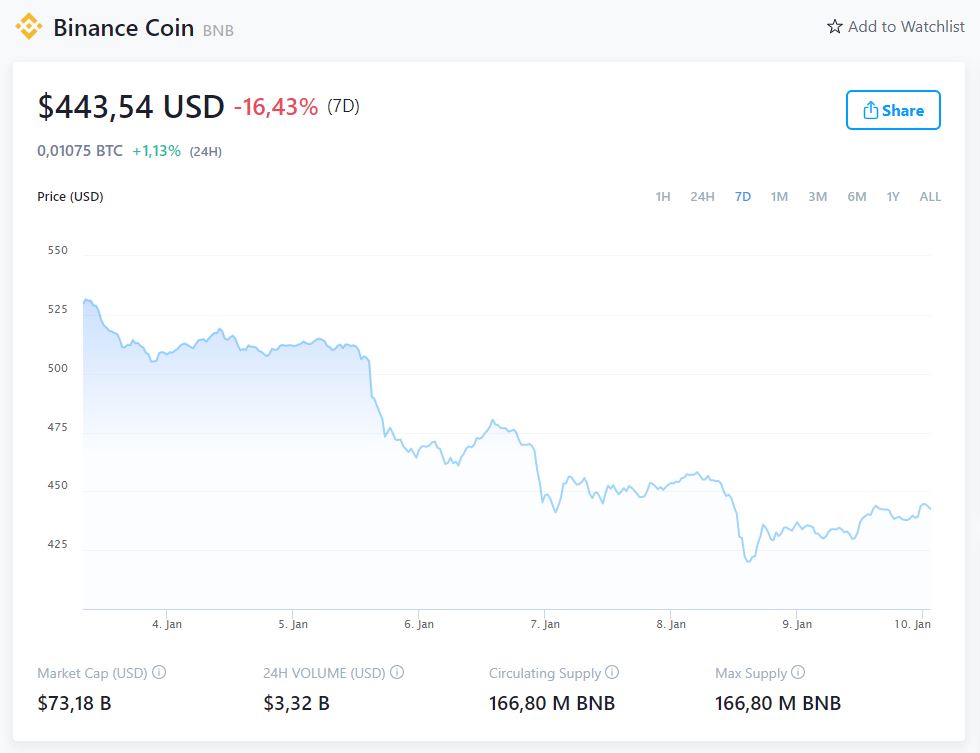 Binance Coin BNB
Add to Watchlist
$443,54 USD -16,43% (7D)
Share
0,01075 BTC +1,13% (24H)
Price (USD)
1H 24H 7D 1M 3M 6M 1Y ALL
550
525
500
475
450
425
4. Jan 5. Jan 6. Jan 7. Jan 8. Jan 9. Jan 10. Jan
Market Cap (USD) 24H VOLUME (USD) Circulating Supply Max Supply
$73,18 B $3,32 B 166,80 M BNB 166,80 M BNB